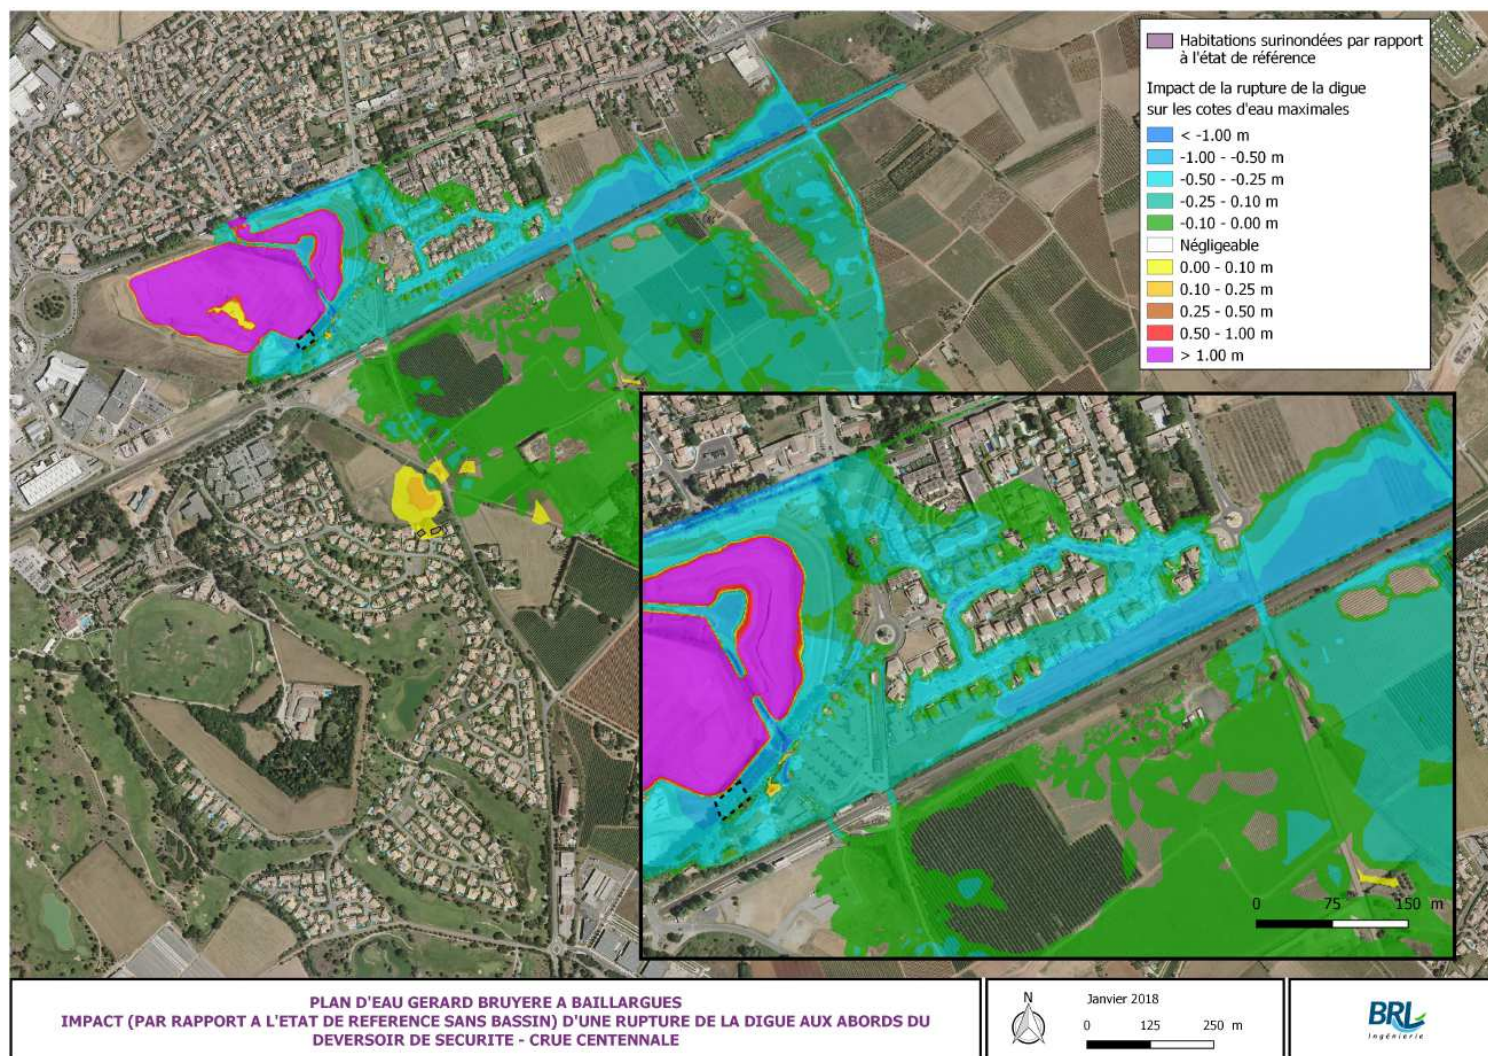 Habitations surinondées par rapport
à l'état de référence
Impact de la rupture de la digue
sur les cotes d'eau maximales
< -1.00 m
-1.00 - -0.50 m
-0.50 - -0.25 m
-0.25 - 0.10 m
-0.10 - 0.00 m
Négligeable
0.00 - 0.10 m
0.10 - 0.25 m
0.25 - 0.50 m
0.50 - 1.00 m
> 1.00 m
0 75 150 m
PLAN D'EAU GERARD BRUYERE A BAILLARGUES
IMPACT (PAR RAPPORT A L'ETAT DE REFERENCE SANS BASSIN) D'UNE RUPTURE DE LA DIGUE AUX ABORDS DU
DEVERSOIR DE SECURITE - CRUE CENTENNALE
N
Janvier 2018
0 125 250 m
BRL
Ingénierie